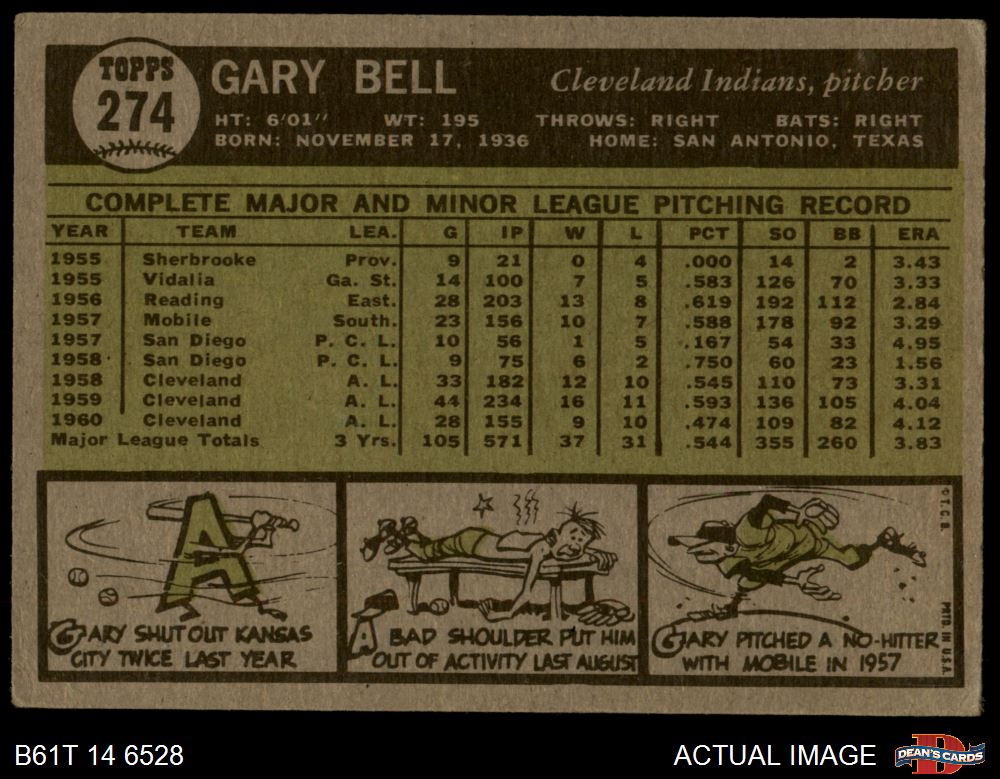 TOPPS
274
GARY BELL
Cleveland Indians, pitcher
HT: 6'01" WT: 195 THROWS: RIGHT BATS: RIGHT
BORN: NOVEMBER 17, 1936 HOME: SAN ANTONIO, TEXAS
COMPLETE MAJOR AND MINOR LEAGUE PITCHING RECORD
YEAR TEAM LEA. G IP W L PCT SO BB ERA
1955 Sherbrooke Prov. 9 21 0 4 .000 14 2 3.43
1955 Vidalia Ga. St. 14 100 7 5 .583 126 70 3.33
1956 Reading East. 28 203 13 8 .619 192 112 2.84
1957 Mobile South. 23 156 10 7 .588 178 92 3.29
1957 San Diego P. C. L. 10 56 1 5 .167 54 33 4.95
1958 San Diego P. C. L. 9 75 6 2 .750 60 23 1.56
1958 Cleveland A. L. 33 182 12 10 .545 110 73 3.31
1959 Cleveland A. L. 44 234 16 11 .593 136 105 4.04
1960 Cleveland A. L. 28 155 9 10 .474 109 82 4.12
Major League Totals 3 Yrs. 105 571 37 31 .544 355 260 3.83
A
GARY SHUT OUT KANSAS
CITY TWICE LAST YEAR
A BAD SHOULDER PUT HIM
OUT OF ACTIVITY LAST AUGUST
GARY PITCHED A NO-HITTER
WITH MOBILE IN 1957
© T.C.G.
PRTD. IN U.S.A.
B61T 14 6528
ACTUAL IMAGE
DEAN'S CARDS